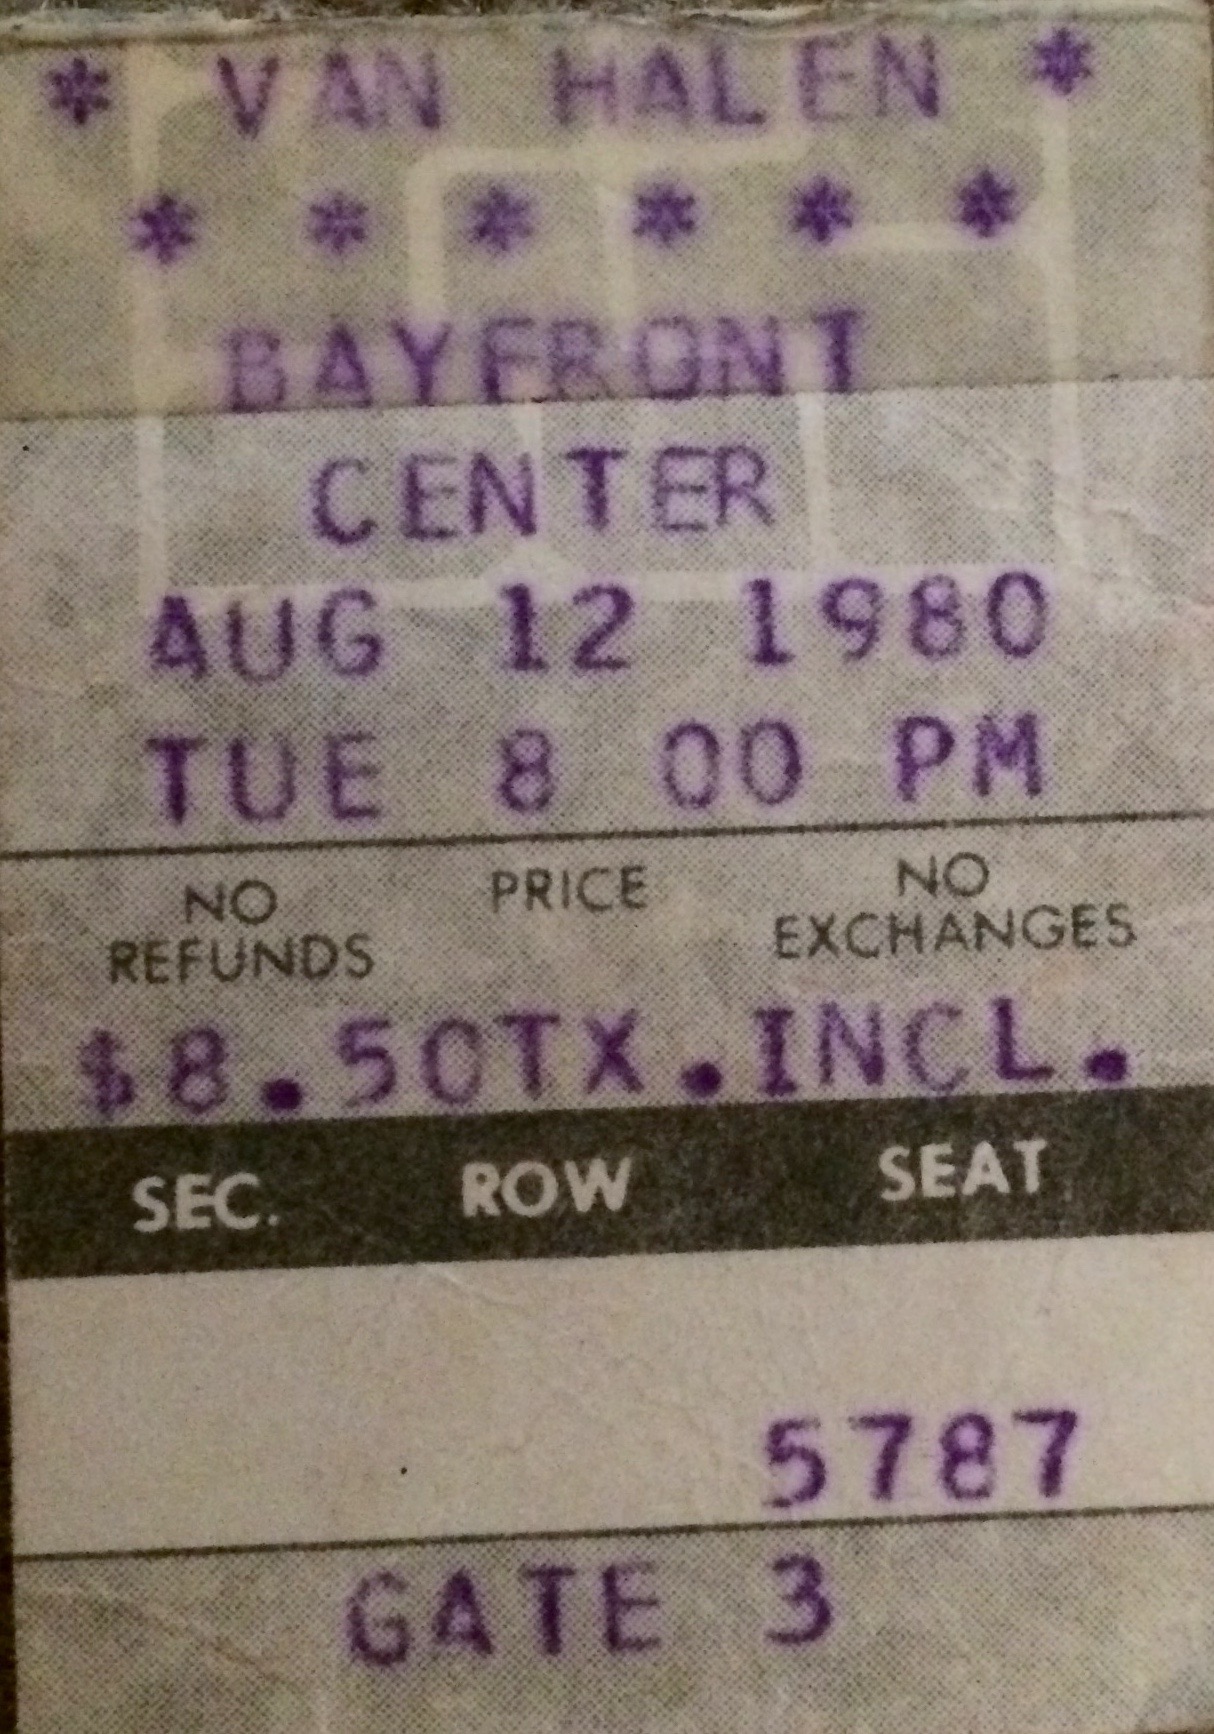 * VAN HALEN *
* * * * * *
BAYFRONT
CENTER
AUG 12 1980
TUE 8 00 PM
NO REFUNDS PRICE NO EXCHANGES
$8.50TX.INCL.
SEC. ROW SEAT
5787
GATE 3